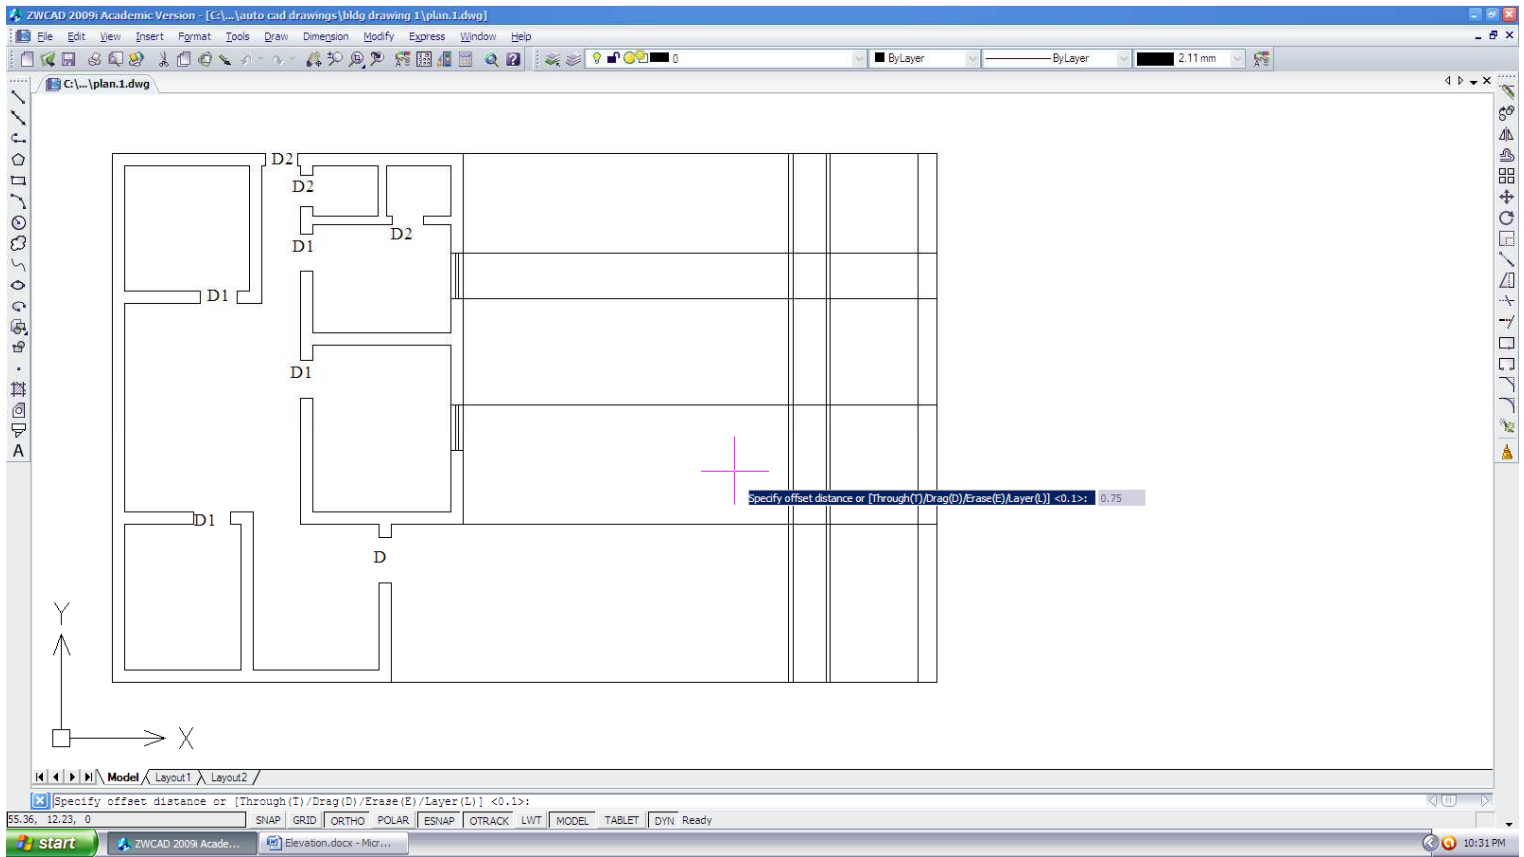 ZWCAD 2009i Academic Version - [C:\...\auto cad drawings\bldg drawing 1\plan.1.dwg]
File Edit View Insert Format Tools Draw Dimension Modify Express Window Help
0 ByLayer ByLayer 2.11 mm
C:\...\plan.1.dwg
D2
D2
D2
D1
D1
D1
D1
D
Specify offset distance or [Through(T)/Drag(D)/Erase(E)/Layer(L)] <0.1>: 0.75
Y
X
Model Layout1 Layout2
Specify offset distance or [Through(T)/Drag(D)/Erase(E)/Layer(L)] <0.1>:
55.36, 12.23, 0 SNAP GRID ORTHO POLAR ESNAP OTRACK LWT MODEL TABLET DYN Ready
start ZWCAD 2009i Acade... Elevation.docx - Micr... 10:31 PM